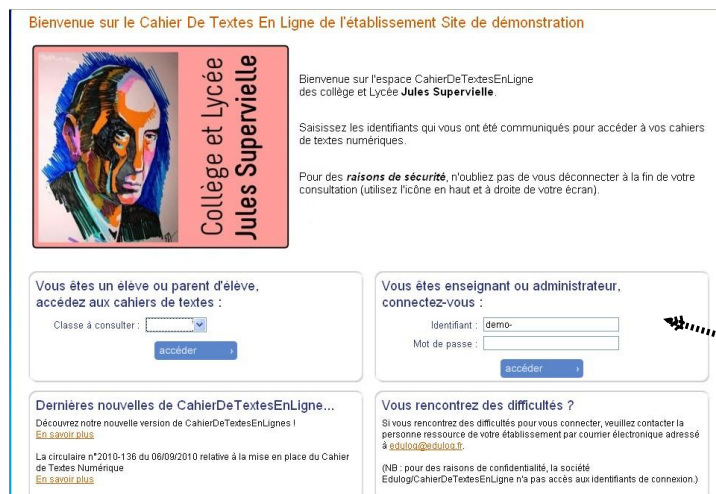 Bienvenue sur le Cahier De Textes En Ligne de l'établissement Site de démonstration
Collège et Lycée
Jules Supervielle
Bienvenue sur l'espace CahierDeTextesEnLigne
des collège et Lycée Jules Supervielle.
Saisissez les identifiants qui vous ont été communiqués pour accéder à vos cahiers
de textes numériques.
Pour des raisons de sécurité, n'oubliez pas de vous déconnecter à la fin de votre
consultation (utilisez l'icône en haut et à droite de votre écran).
Vous êtes un élève ou parent d'élève,
accédez aux cahiers de textes :
Classe à consulter :
accéder ›
Vous êtes enseignant ou administrateur,
connectez-vous :
Identifiant : demo-
Mot de passe :
accéder ›
Dernières nouvelles de CahierDeTextesEnLigne...
Découvrez notre nouvelle version de CahierDeTextesEnLignes !
En savoir plus
La circulaire n°2010-136 du 06/09/2010 relative à la mise en place du Cahier
de Textes Numérique
En savoir plus
Vous rencontrez des difficultés ?
Si vous rencontrez des difficultés pour vous connecter, veuillez contacter la
personne ressource de votre établissement par courrier électronique adressé
à edulog@edulog.fr.
(NB : pour des raisons de confidentialité, la société
Edulog/CahierDeTextesEnLigne n'a pas accès aux identifiants de connexion.)